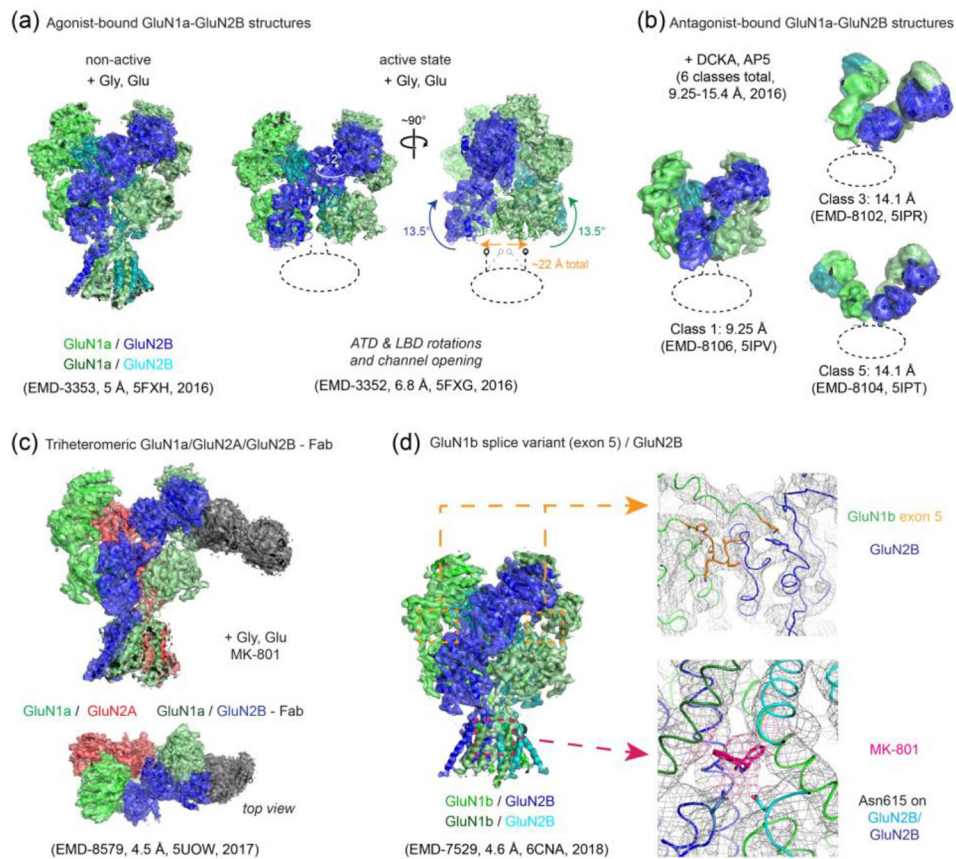 (a) Agonist-bound GluN1a-GluN2B structures
non-active
+ Gly, Glu
active state
+ Gly, Glu
~90°
12°
13.5°
13.5°
~22 Å total
GluN1a / GluN2B
GluN1a / GluN2B
(EMD-3353, 5 Å, 5FXH, 2016)
ATD & LBD rotations
and channel opening
(EMD-3352, 6.8 Å, 5FXG, 2016)
(b) Antagonist-bound GluN1a-GluN2B structures
+ DCKA, AP5
(6 classes total,
9.25-15.4 Å, 2016)
Class 3: 14.1 Å
(EMD-8102, 5IPR)
Class 1: 9.25 Å
(EMD-8106, 5IPV)
Class 5: 14.1 Å
(EMD-8104, 5IPT)
(c) Triheteromeric GluN1a/GluN2A/GluN2B - Fab
+ Gly, Glu
MK-801
GluN1a / GluN2A GluN1a / GluN2B - Fab
top view
(EMD-8579, 4.5 Å, 5UOW, 2017)
(d) GluN1b splice variant (exon 5) / GluN2B
GluN1b exon 5
GluN2B
MK-801
Asn615 on
GluN2B/
GluN2B
GluN1b / GluN2B
GluN1b / GluN2B
(EMD-7529, 4.6 Å, 6CNA, 2018)